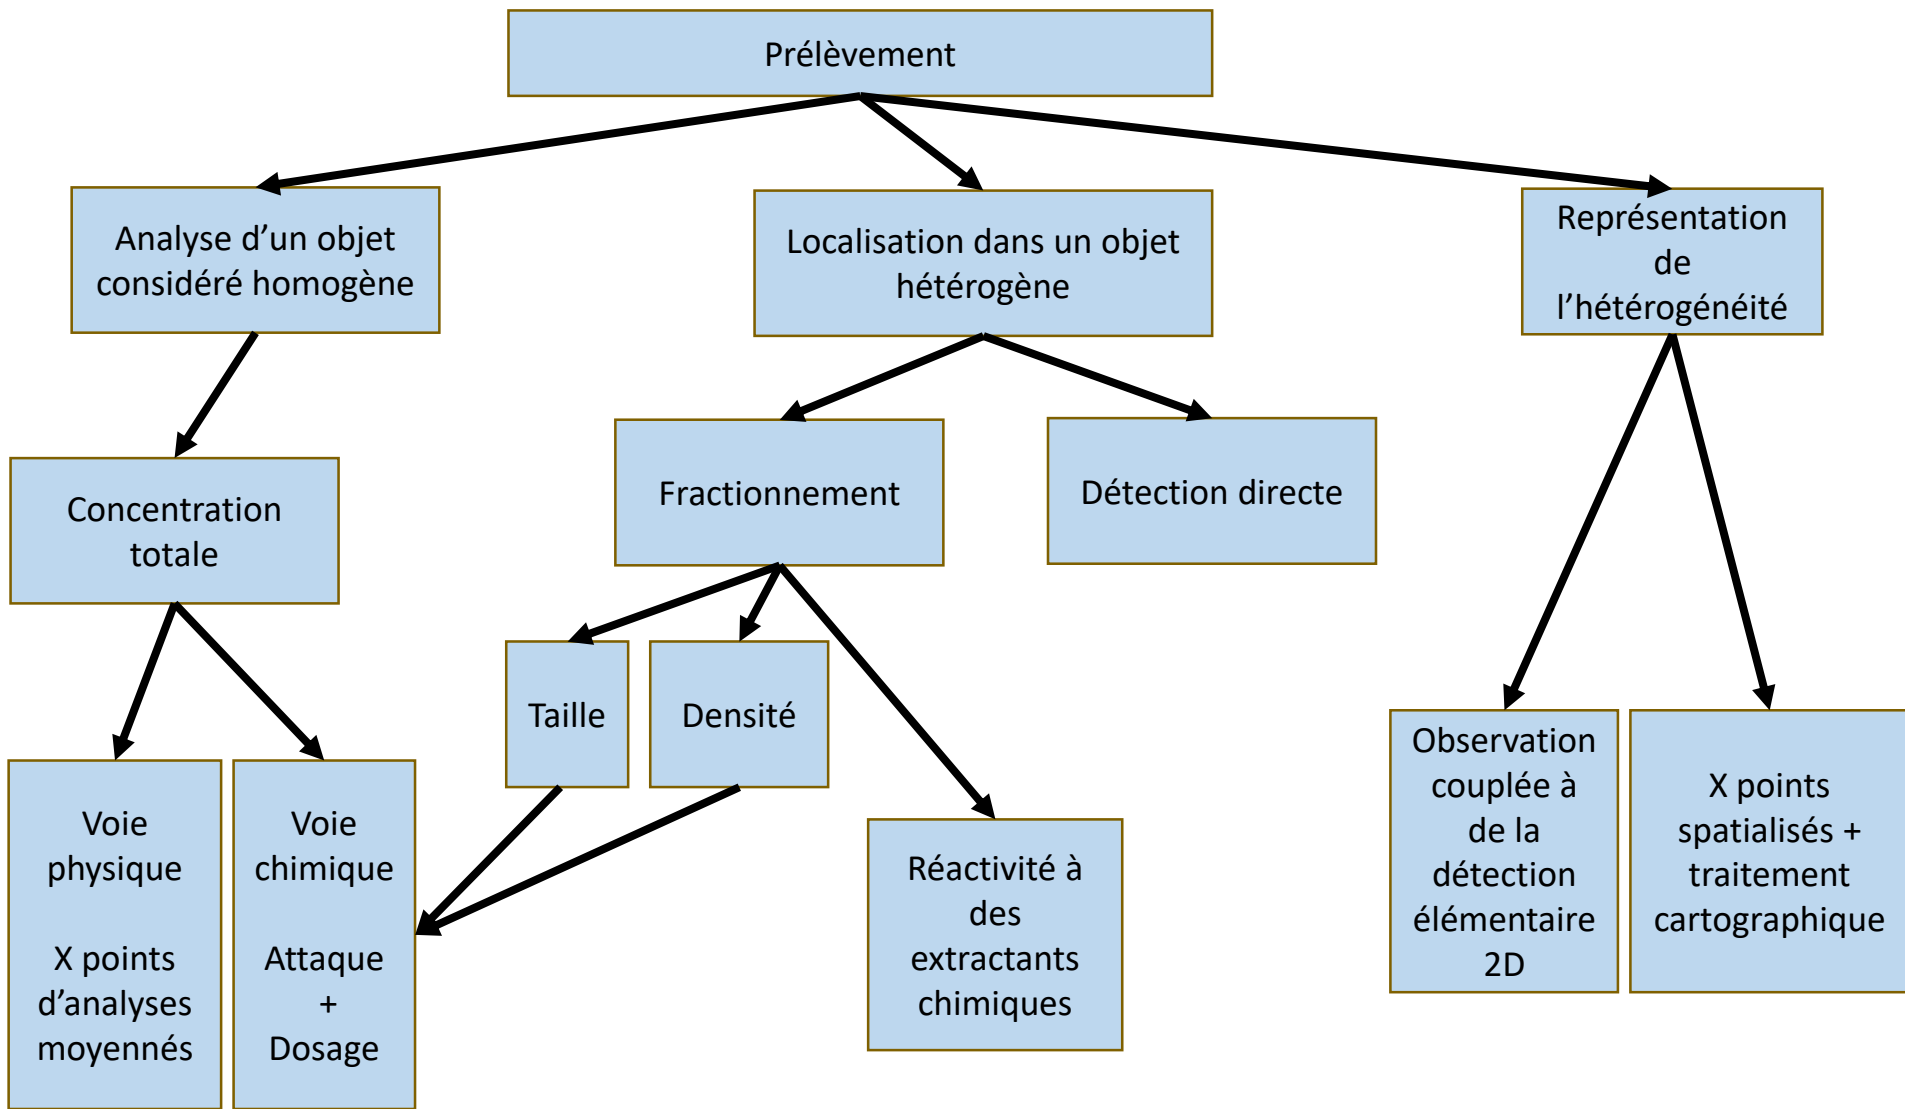 Prélèvement
Analyse d’un objet
considéré homogène
Localisation dans un objet
hétérogène
Représentation
de
l’hétérogénéité
Concentration
totale
Fractionnement
Détection directe
Taille
Densité
Voie
physique
X points
d’analyses
moyennés
Voie
chimique
Attaque
+
Dosage
Réactivité à
des
extractants
chimiques
Observation
couplée à
de la
détection
élémentaire
2D
X points
spatialisés +
traitement
cartographique